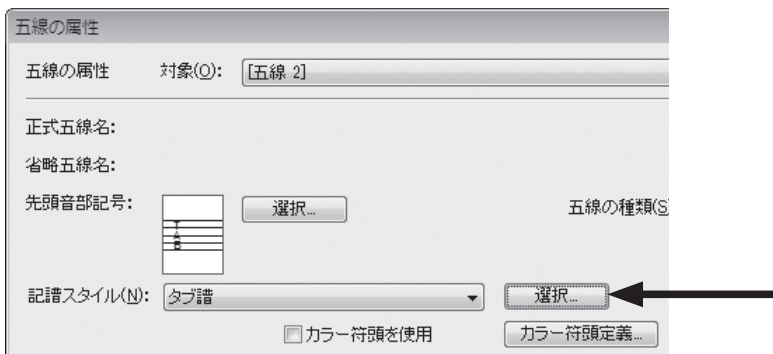 五線の属性
五線の属性 対象(O): [五線 2]
正式五線名:
省略五線名:
先頭音部記号: TAB 選択... 五線の種類(S
記譜スタイル(N): タブ譜 選択...
カラー符頭を使用 カラー符頭定義...